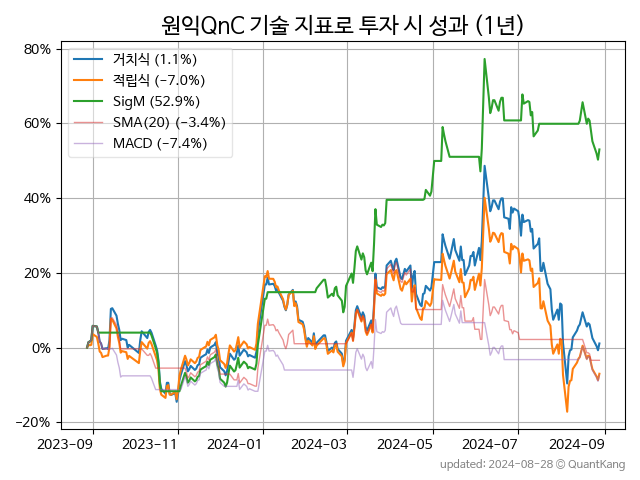 원익QnC 기술 지표로 투자 시 성과 (1년)
80%
60%
40%
20%
0%
−20%
거치식 (1.1%)
적립식 (−7.0%)
SigM (52.9%)
SMA(20) (−3.4%)
MACD (−7.4%)
2023-09 2023-11 2024-01 2024-03 2024-05 2024-07 2024-09
updated: 2024-08-28 © QuantKang